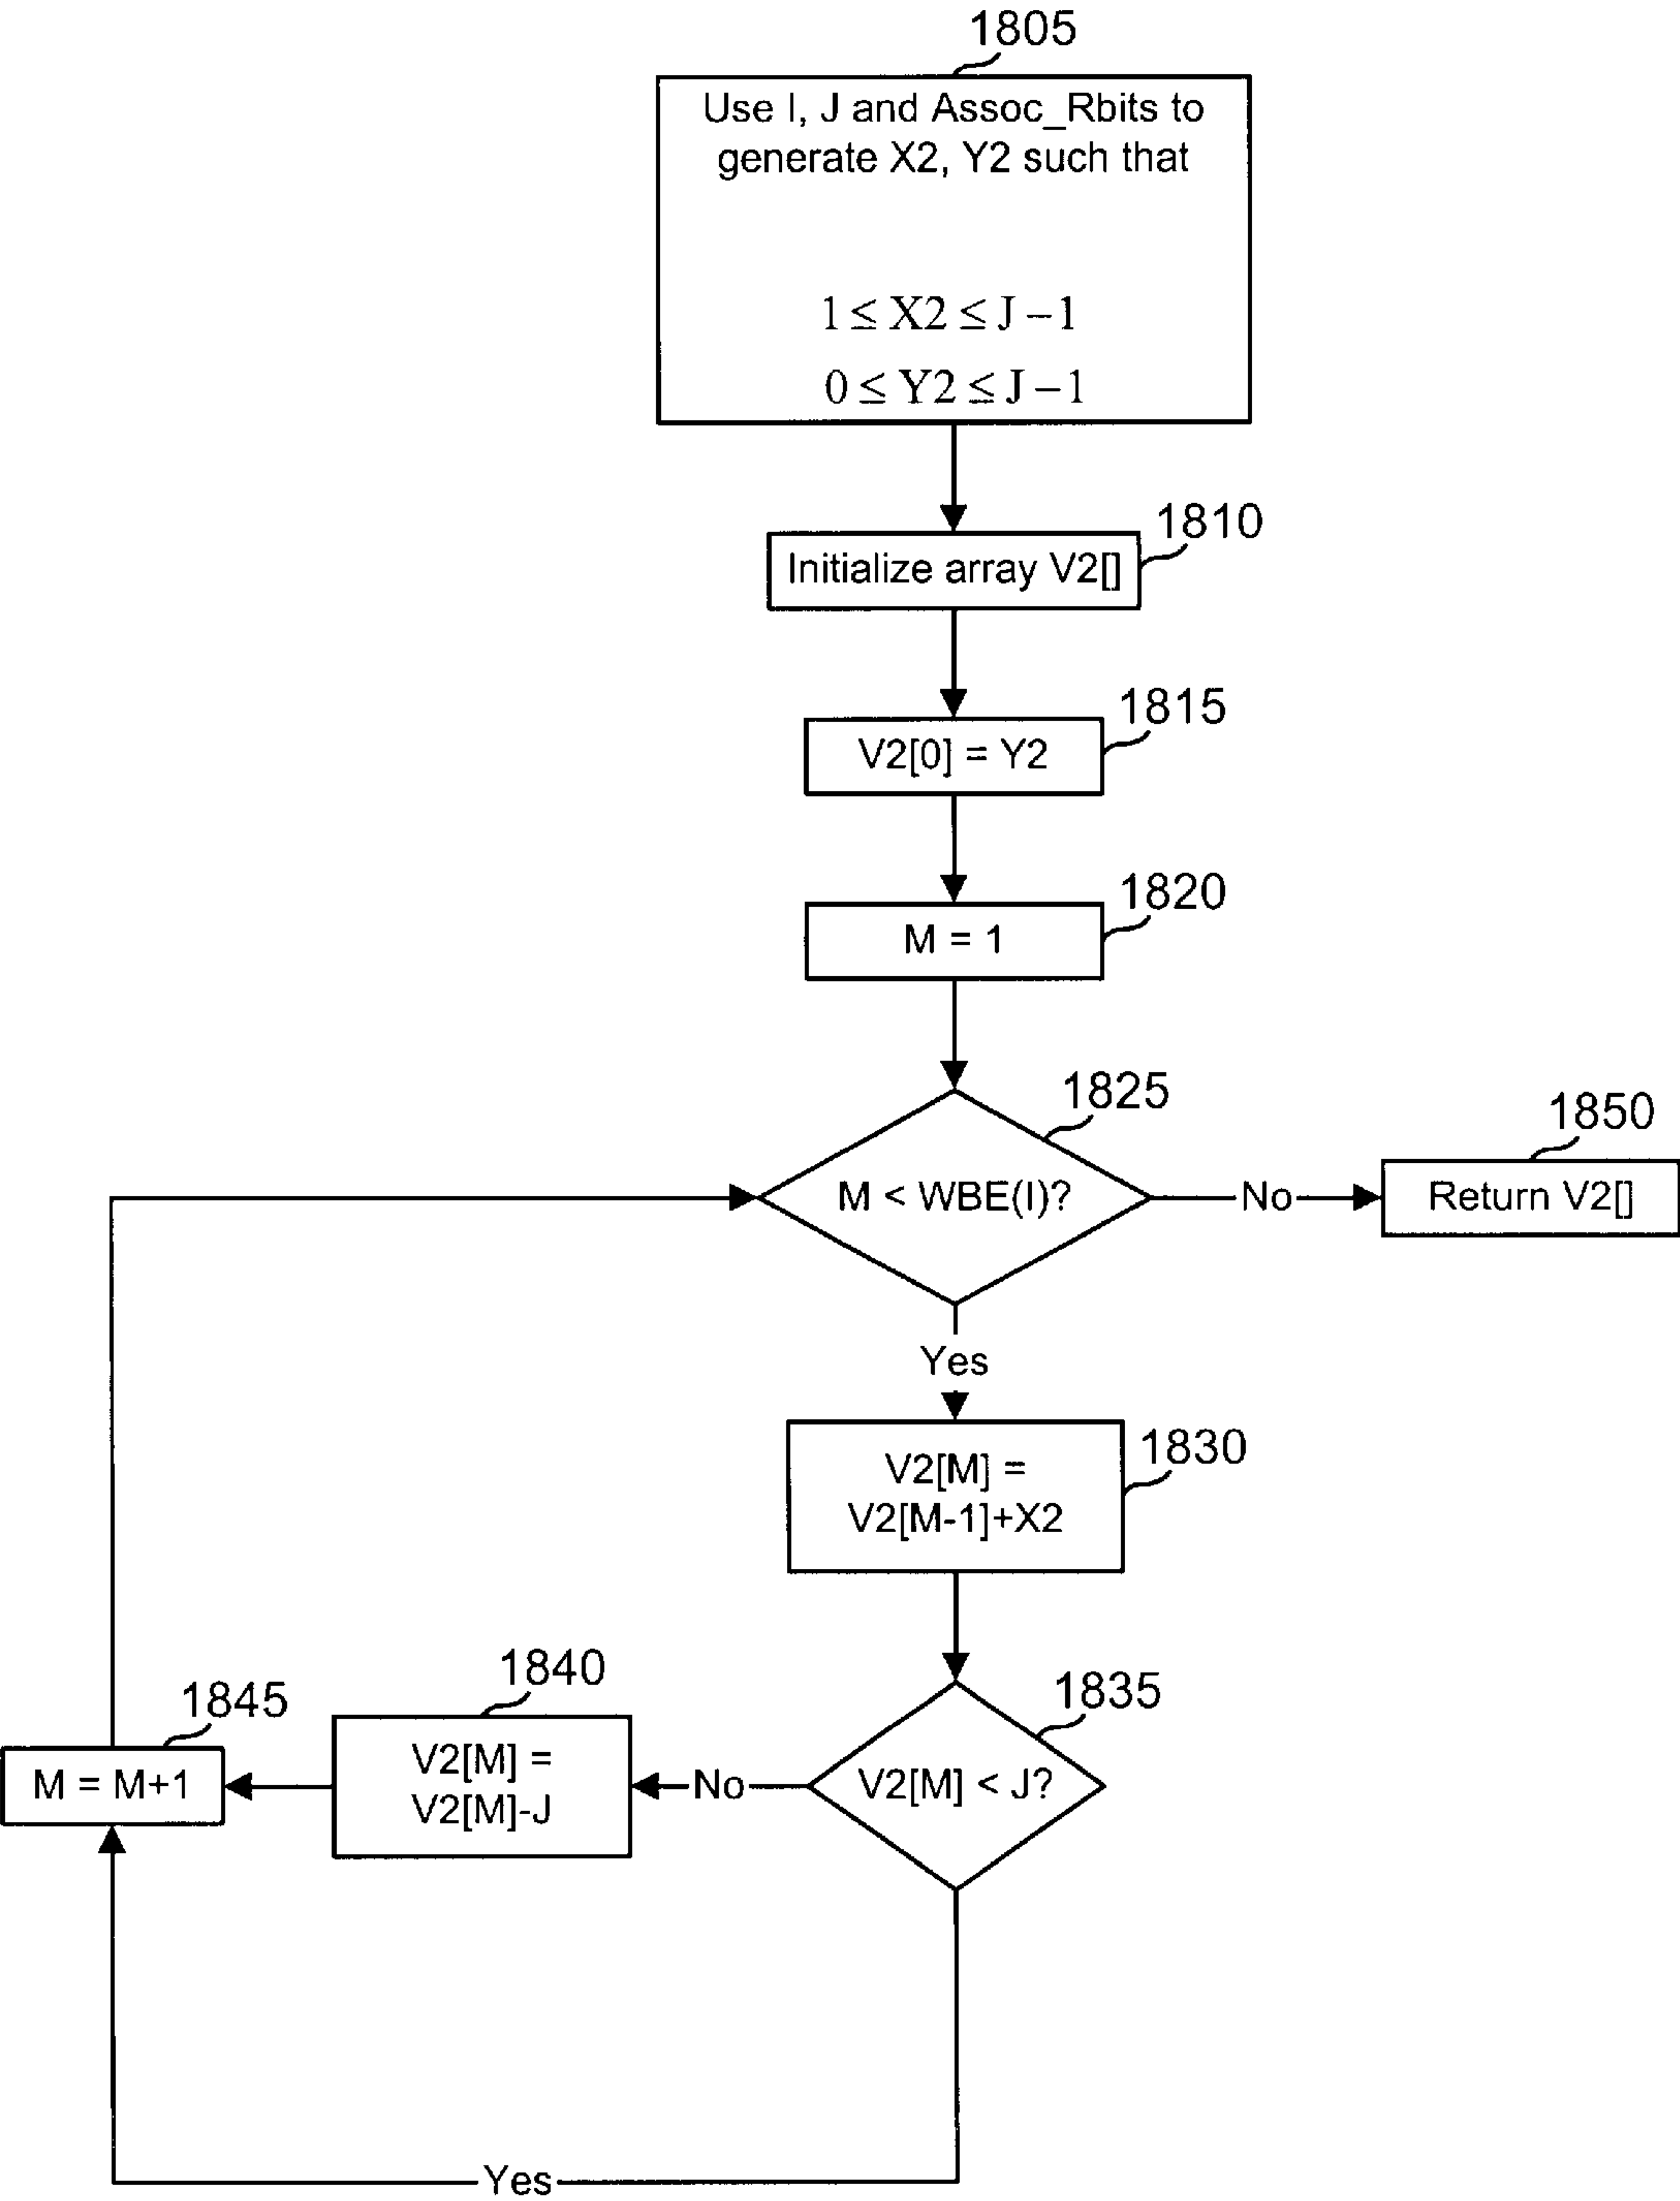 1805
Use I, J and Assoc_Rbits to
generate X2, Y2 such that
1 ≤ X2 ≤ J – 1
0 ≤ Y2 ≤ J – 1
1810
Initialize array V2[]
1815
V2[0] = Y2
1820
M = 1
1825
M < WBE(I)?
No
1850
Return V2[]
Yes
1830
V2[M] =
V2[M-1]+X2
1835
V2[M] < J?
No
1840
V2[M] =
V2[M]-J
1845
M = M+1
Yes